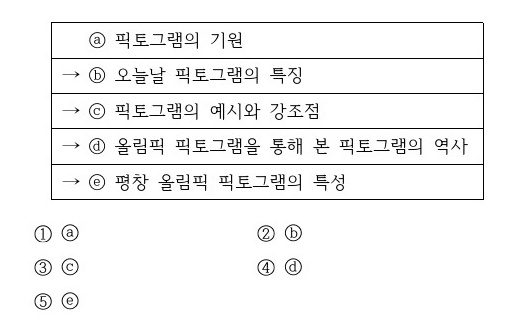 ⓐ 픽토그램의 기원
→ ⓑ 오늘날 픽토그램의 특징
→ ⓒ 픽토그램의 예시와 강조점
→ ⓓ 올림픽 픽토그램을 통해 본 픽토그램의 역사
→ ⓔ 평창 올림픽 픽토그램의 특성
① ⓐ ② ⓑ
③ ⓒ ④ ⓓ
⑤ ⓔ